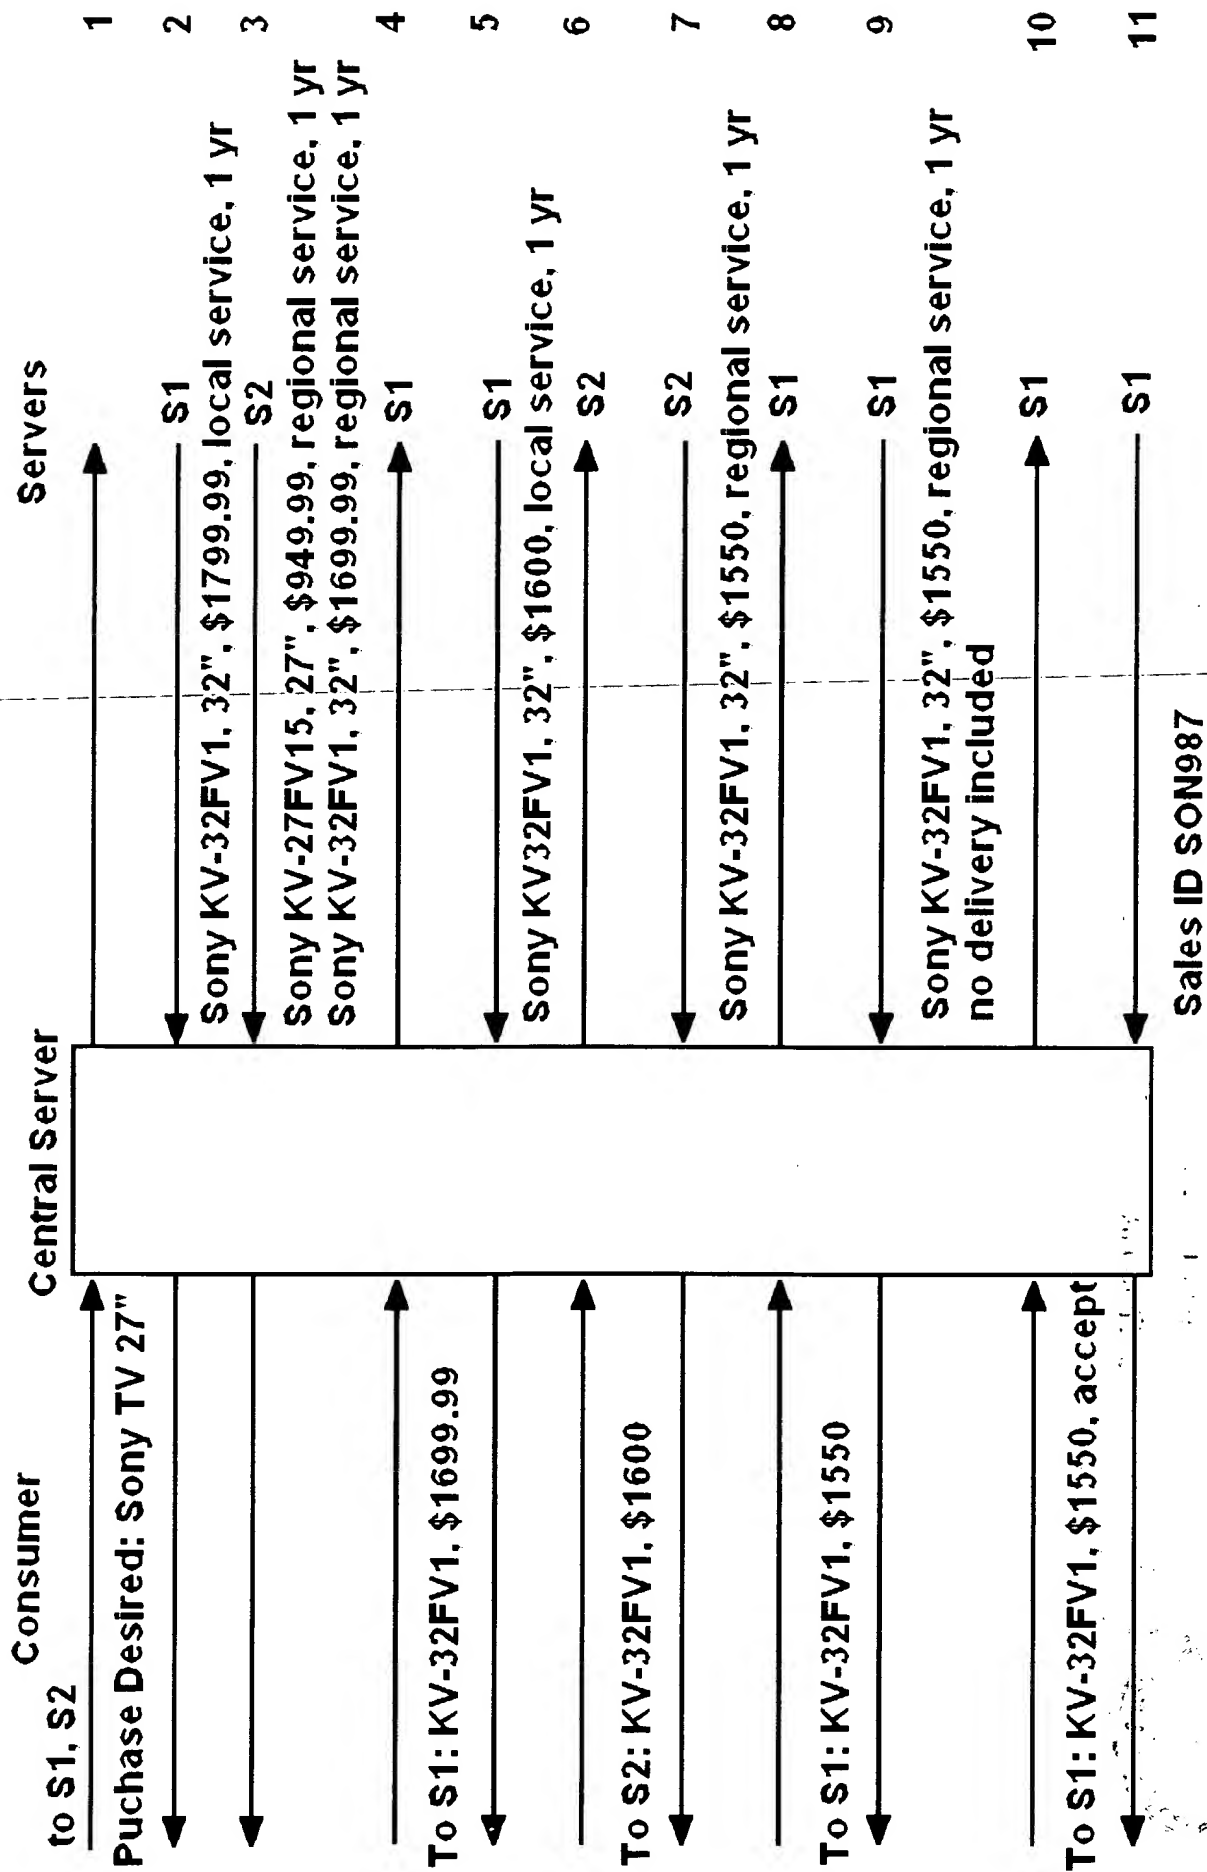 Consumer
Central Server
Servers
to S1, S2
1
Puchase Desired: Sony TV 27"
S1
2
Sony KV-32FV1, 32", $1799.99, local service, 1 yr
S2
3
Sony KV-27FV15, 27", $949.99, regional service, 1 yr
Sony KV-32FV1, 32", $1699.99, regional service, 1 yr
S1
4
To S1: KV-32FV1, $1699.99
S1
5
Sony KV32FV1, 32", $1600, local service, 1 yr
S2
6
To S2: KV-32FV1, $1600
S2
7
Sony KV-32FV1, 32", $1550, regional service, 1 yr
S1
8
To S1: KV-32FV1, $1550
S1
9
Sony KV-32FV1, 32", $1550, regional service, 1 yr
no delivery included
S1
10
To S1: KV-32FV1, $1550, accept
S1
11
Sales ID SON987